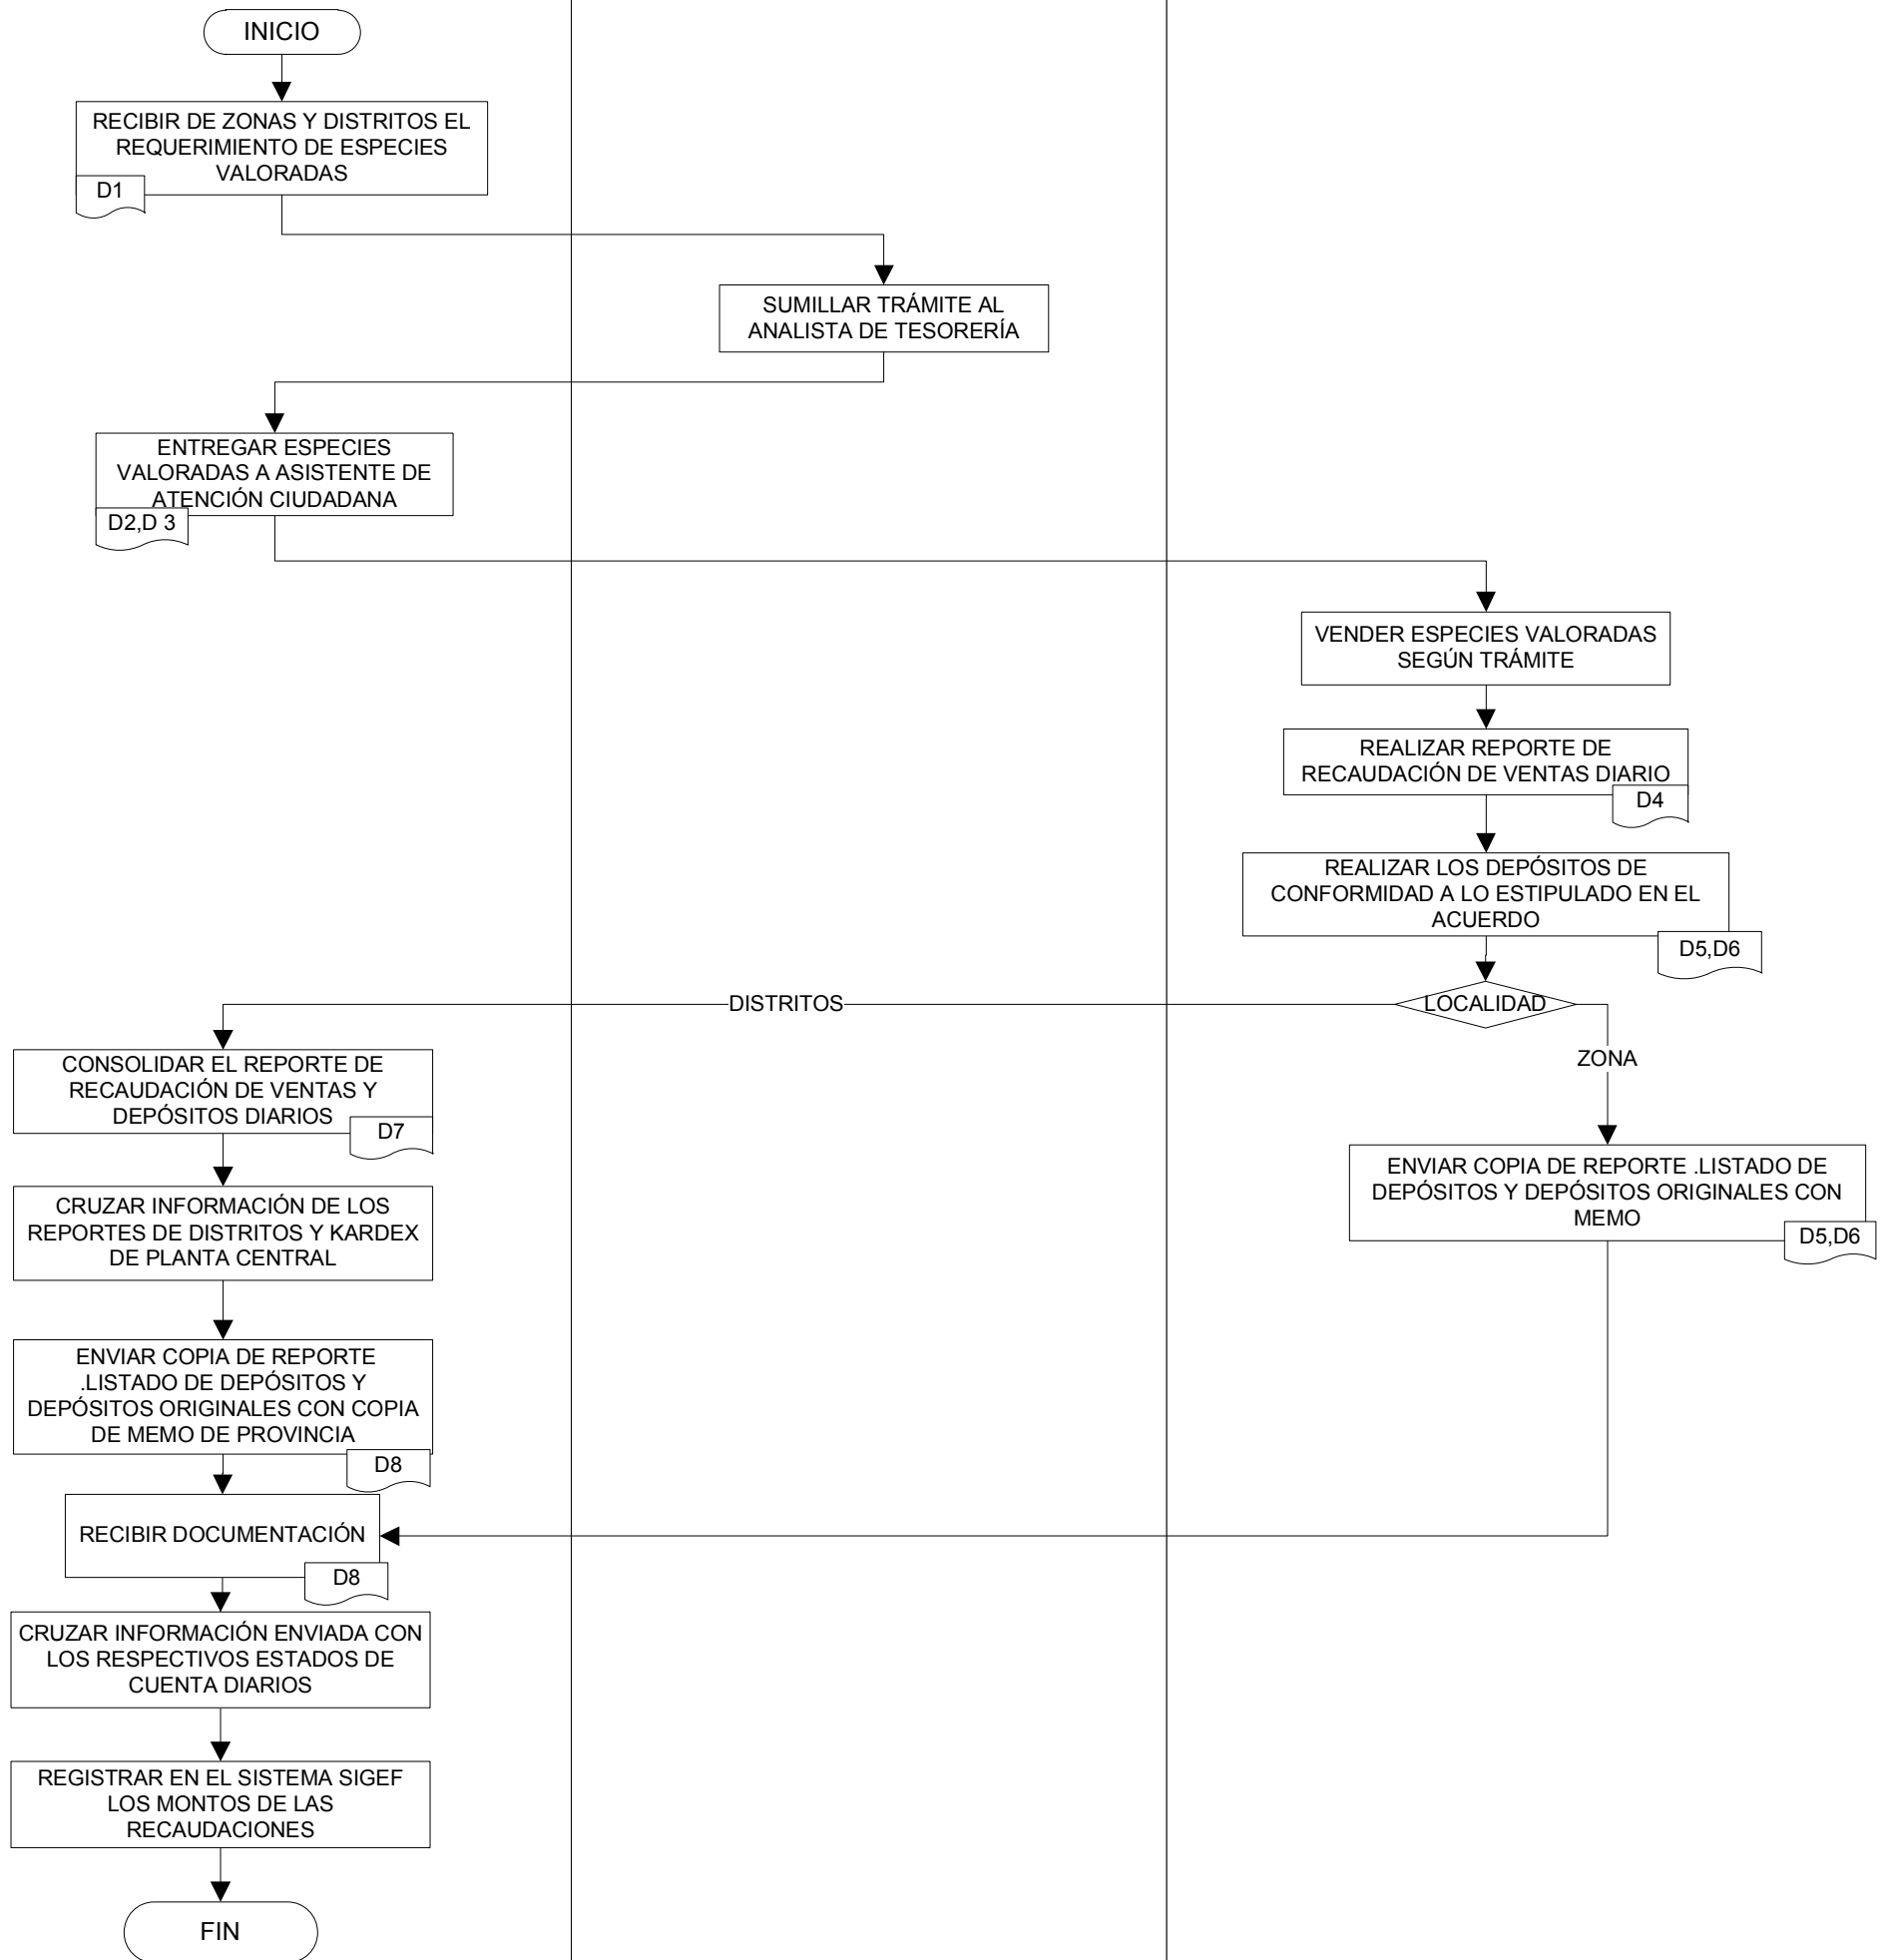 INICIO
RECIBIR DE ZONAS Y DISTRITOS EL
REQUERIMIENTO DE ESPECIES
VALORADAS
D1
SUMILLAR TRÁMITE AL
ANALISTA DE TESORERÍA
ENTREGAR ESPECIES
VALORADAS A ASISTENTE DE
ATENCIÓN CIUDADANA
D2,D 3
VENDER ESPECIES VALORADAS
SEGÚN TRÁMITE
REALIZAR REPORTE DE
RECAUDACIÓN DE VENTAS DIARIO
D4
REALIZAR LOS DEPÓSITOS DE
CONFORMIDAD A LO ESTIPULADO EN EL
ACUERDO
D5,D6
LOCALIDAD
DISTRITOS
ZONA
CONSOLIDAR EL REPORTE DE
RECAUDACIÓN DE VENTAS Y
DEPÓSITOS DIARIOS
D7
ENVIAR COPIA DE REPORTE .LISTADO DE
DEPÓSITOS Y DEPÓSITOS ORIGINALES CON
MEMO
D5,D6
CRUZAR INFORMACIÓN DE LOS
REPORTES DE DISTRITOS Y KARDEX
DE PLANTA CENTRAL
ENVIAR COPIA DE REPORTE
.LISTADO DE DEPÓSITOS Y
DEPÓSITOS ORIGINALES CON COPIA
DE MEMO DE PROVINCIA
D8
RECIBIR DOCUMENTACIÓN
D8
CRUZAR INFORMACIÓN ENVIADA CON
LOS RESPECTIVOS ESTADOS DE
CUENTA DIARIOS
REGISTRAR EN EL SISTEMA SIGEF
LOS MONTOS DE LAS
RECAUDACIONES
FIN